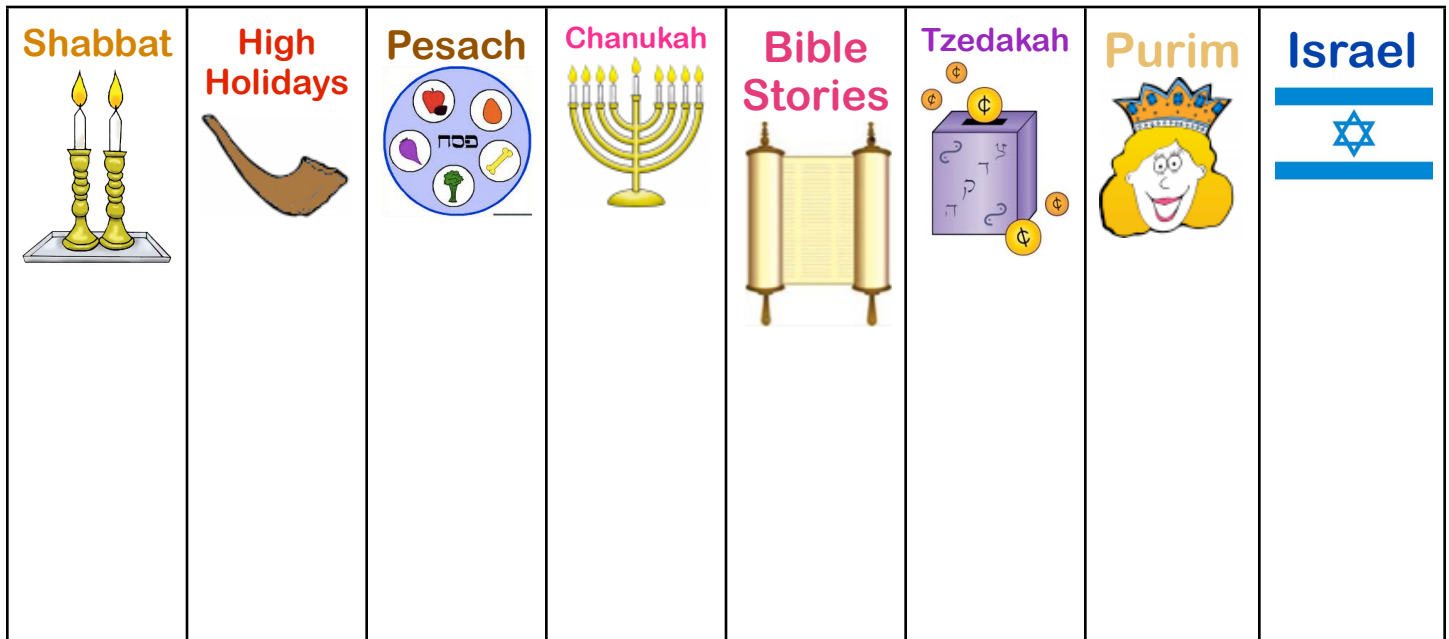 Shabbat
High
Holidays
Pesach
פסח
Chanukah
Bible
Stories
Tzedakah
¢
¢
¢
צ
ד
ק
ה
¢
¢
Purim
Israel